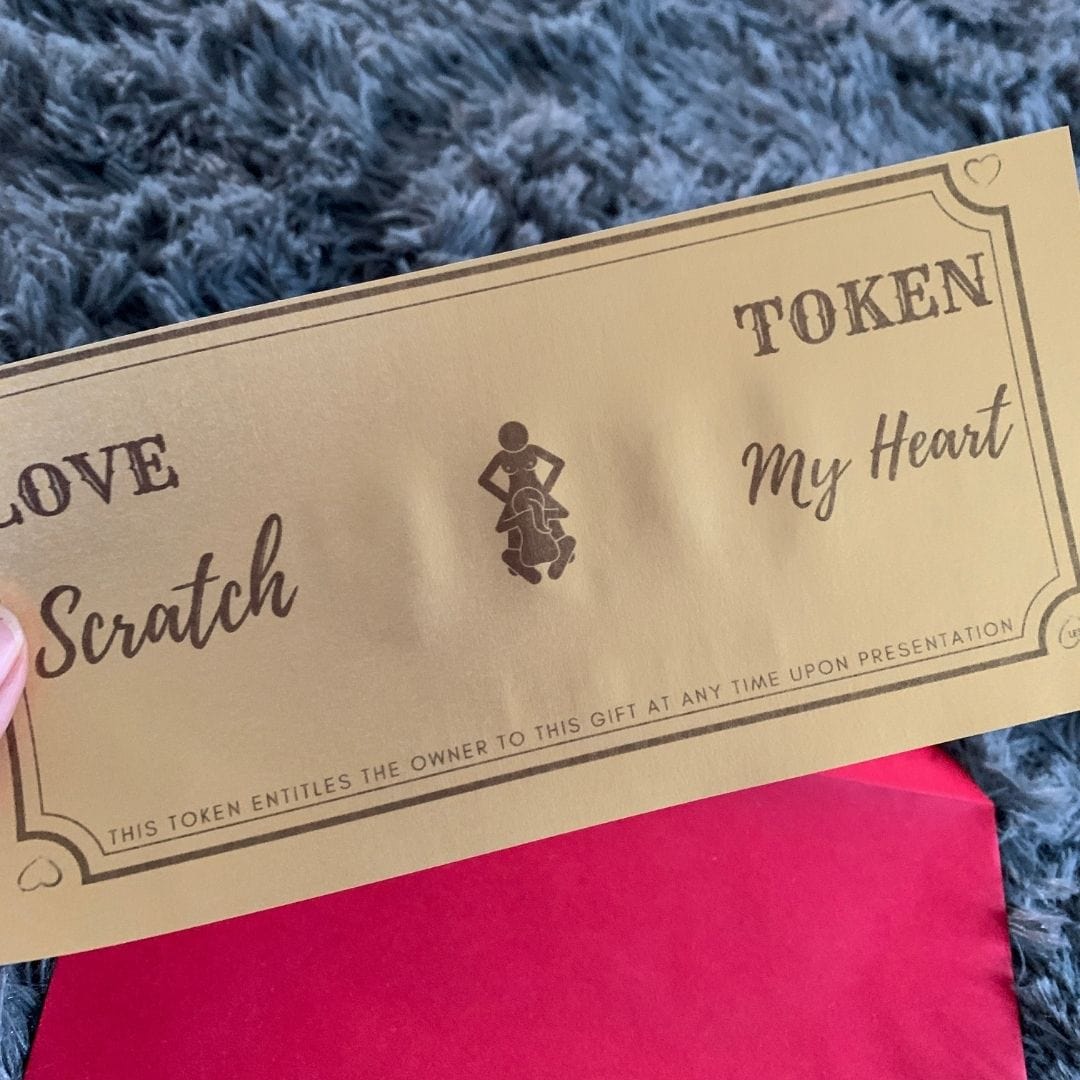 LOVE TOKEN
Scratch My Heart
THIS TOKEN ENTITLES THE OWNER TO THIS GIFT AT ANY TIME UPON PRESENTATION